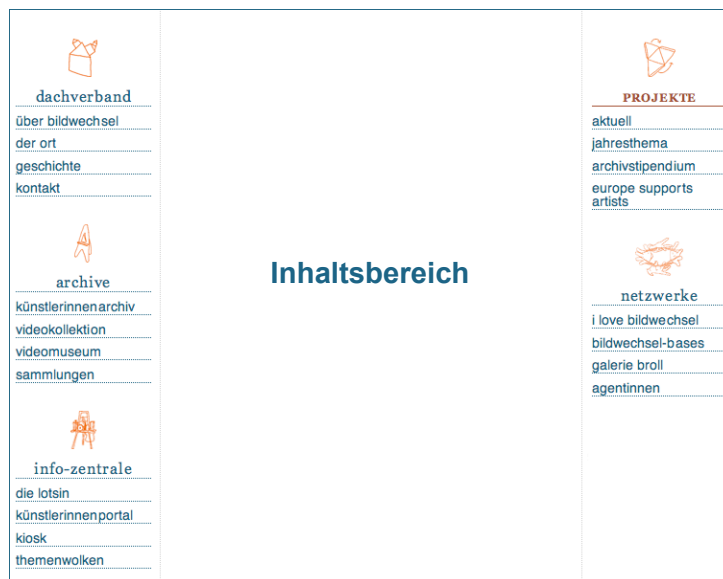 dachverband
über bildwechsel
der ort
geschichte
kontakt
archive
künstlerinnenarchiv
videokollektion
videomuseum
sammlungen
info-zentrale
die lotsin
künstlerinnenportal
kiosk
themenwolken
Inhaltsbereich
PROJEKTE
aktuell
jahresthema
archivstipendium
europe supports
artists
netzwerke
i love bildwechsel
bildwechsel-bases
galerie broll
agentinnen